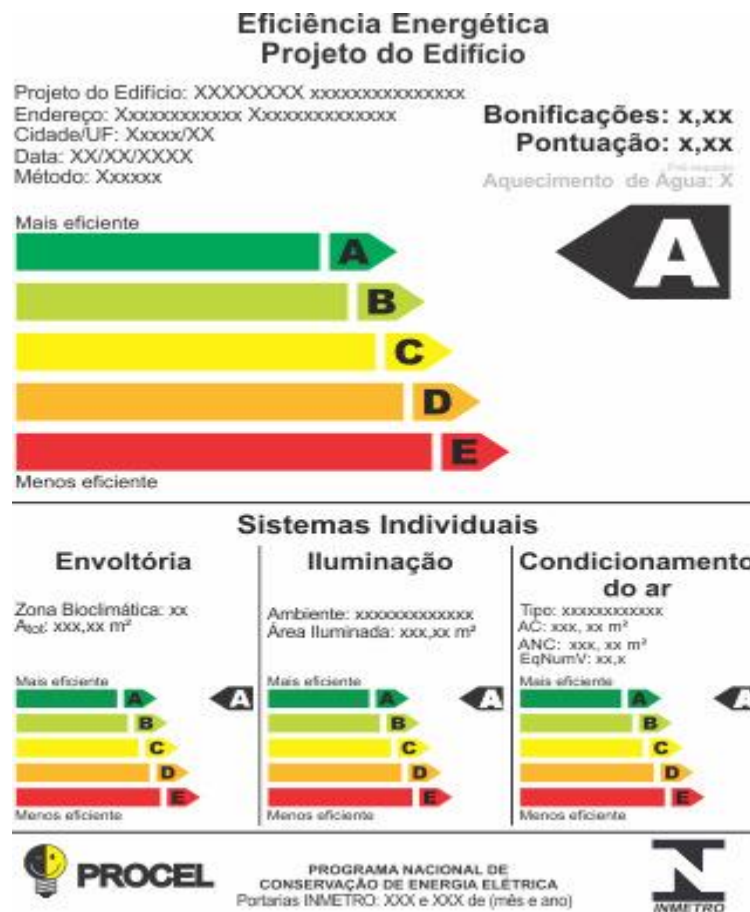 Eficiência Energética
Projeto do Edifício
Projeto do Edifício: XXXXXXXX xxxxxxxxxxxxxxx
Endereço: Xxxxxxxxxxxx Xxxxxxxxxxxxxx
Cidade/UF: Xxxxx/XX
Data: XX/XX/XXXX
Método: Xxxxxx
Bonificações: x,xx
Pontuação: x,xx
Aquecimento de Água: X
Mais eficiente
A
A
B
C
D
E
Menos eficiente
Sistemas Individuais
Envoltória
Zona Bioclimática: xx
Atot: xxx,xx m²
Mais eficiente
A
A
B
C
D
E
Menos eficiente
Iluminação
Ambiente: xxxxxxxxxxxxx
Área Iluminada: xxx,xx m²
Mais eficiente
A
A
B
C
D
E
Menos eficiente
Condicionamento
do ar
Tipo: xxxxxxxxxxxx
AC: xxx, xx m²
ANC: xxx, xx m²
EqNumV: xx,x
Mais eficiente
A
A
B
C
D
E
Menos eficiente
PROCEL
PROGRAMA NACIONAL DE
CONSERVAÇÃO DE ENERGIA ELÉTRICA
Portarias INMETRO: XXX e XXX de (mês e ano)
INMETRO